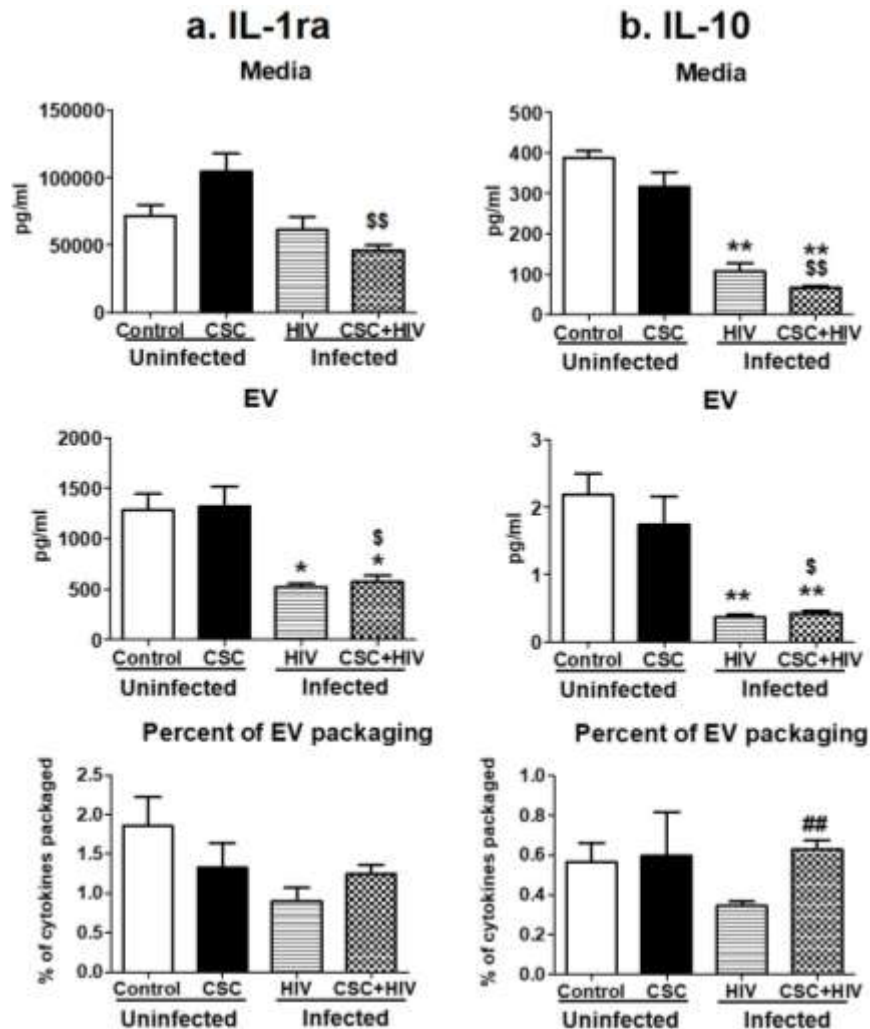 a. IL-1ra
Media
pg/ml
150000
100000
50000
0
$$
Control CSC HIV CSC+HIV
Uninfected Infected
EV
pg/ml
2000
1500
1000
500
0
*
$
*
Control CSC HIV CSC+HIV
Uninfected Infected
Percent of EV packaging
% of cytokines packaged
2.5
2.0
1.5
1.0
0.5
0.0
Control CSC HIV CSC+HIV
Uninfected Infected
b. IL-10
Media
pg/ml
500
400
300
200
100
0
**
**
$$
Control CSC HIV CSC+HIV
Uninfected Infected
EV
pg/ml
3
2
1
0
**
$
**
Control CSC HIV CSC+HIV
Uninfected Infected
Percent of EV packaging
% of cytokines packaged
1.0
0.8
0.6
0.4
0.2
0.0
##
Control CSC HIV CSC+HIV
Uninfected Infected